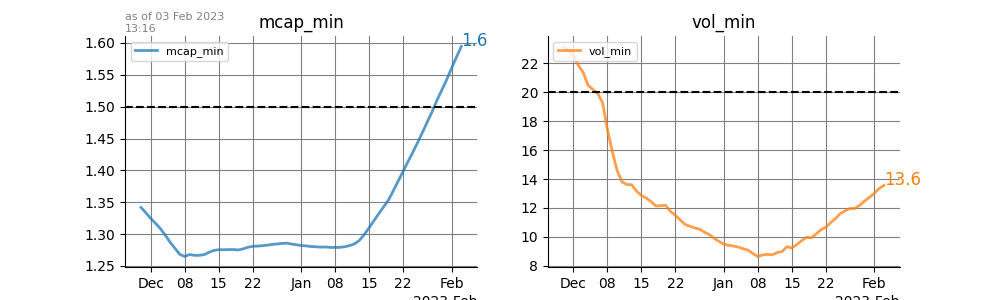 as of 03 Feb 2023
13:16
mcap_min
mcap_min
1.6
1.60
1.55
1.50
1.45
1.40
1.35
1.30
1.25
Dec 08 15 22 Jan 08 15 22 Feb
2023-Feb
vol_min
vol_min
13.6
22
20
18
16
14
12
10
8
Dec 08 15 22 Jan 08 15 22 Feb
2023-Feb